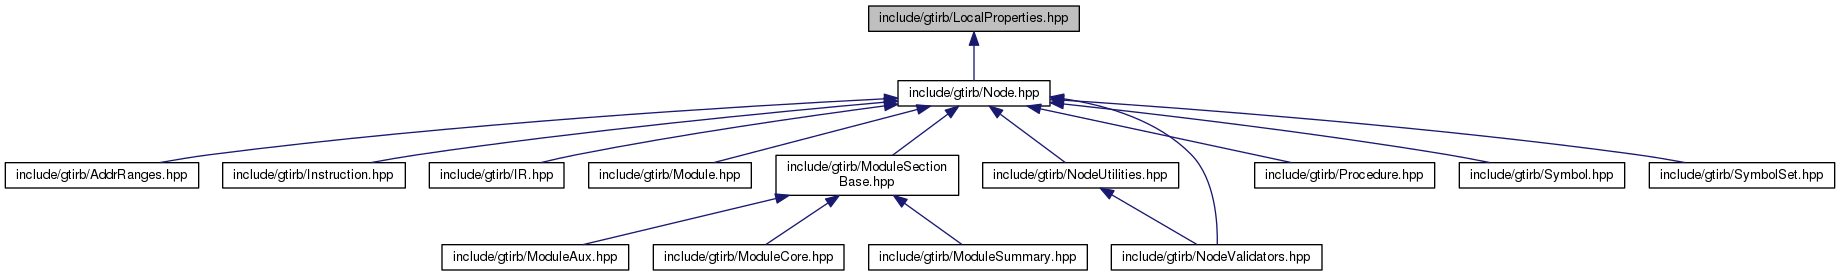 include/gtirb/LocalProperties.hpp
include/gtirb/Node.hpp
include/gtirb/AddrRanges.hpp
include/gtirb/Instruction.hpp
include/gtirb/IR.hpp
include/gtirb/Module.hpp
include/gtirb/ModuleSection
Base.hpp
include/gtirb/NodeUtilities.hpp
include/gtirb/Procedure.hpp
include/gtirb/Symbol.hpp
include/gtirb/SymbolSet.hpp
include/gtirb/ModuleAux.hpp
include/gtirb/ModuleCore.hpp
include/gtirb/ModuleSummary.hpp
include/gtirb/NodeValidators.hpp